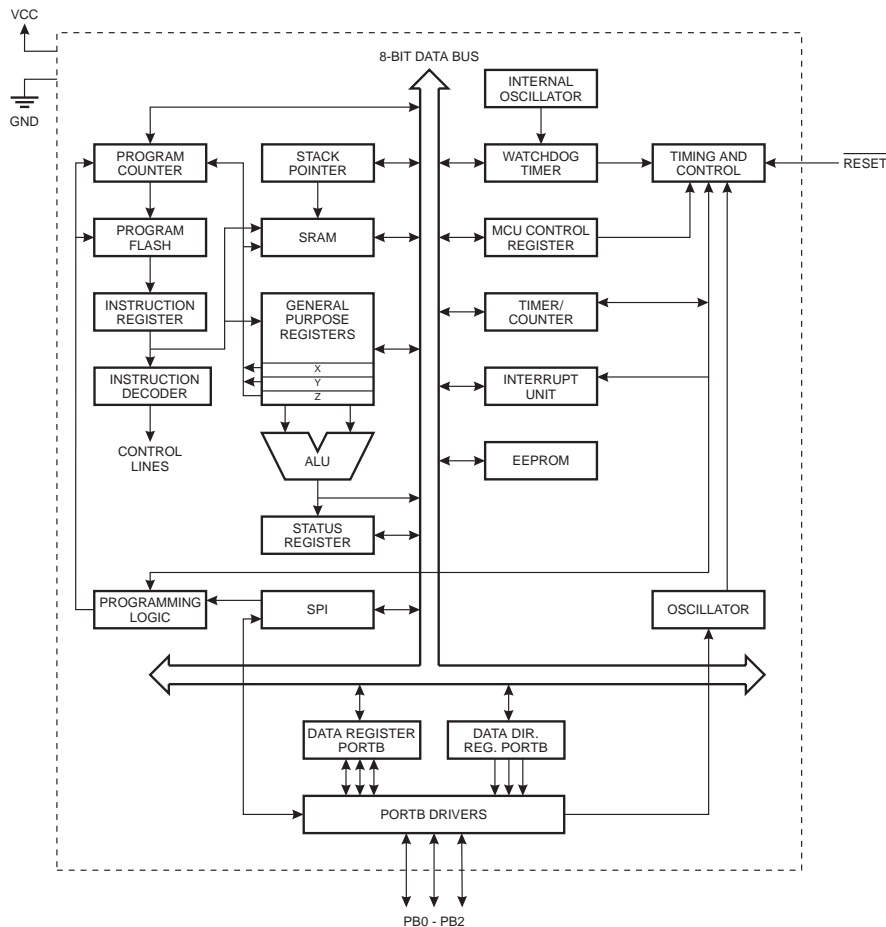 VCC
GND
8-BIT DATA BUS
INTERNAL
OSCILLATOR
PROGRAM
COUNTER
STACK
POINTER
WATCHDOG
TIMER
TIMING AND
CONTROL
RESET
PROGRAM
FLASH
SRAM
MCU CONTROL
REGISTER
INSTRUCTION
REGISTER
GENERAL
PURPOSE
REGISTERS
X
Y
Z
TIMER/
COUNTER
INSTRUCTION
DECODER
INTERRUPT
UNIT
CONTROL
LINES
ALU
EEPROM
STATUS
REGISTER
PROGRAMMING
LOGIC
SPI
OSCILLATOR
DATA REGISTER
PORTB
DATA DIR.
REG. PORTB
PORTB DRIVERS
PB0 - PB2